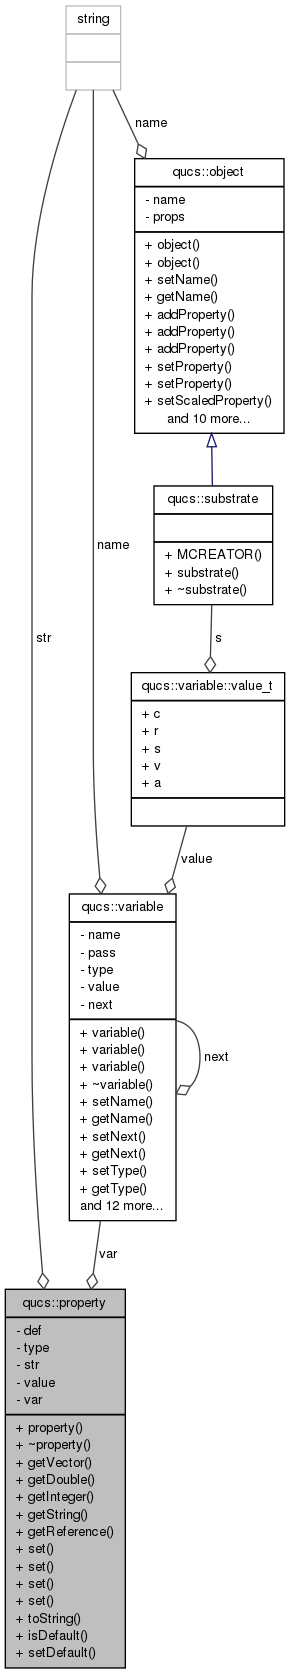 string
name
qucs::object
- name
- props
+ object()
+ object()
+ setName()
+ getName()
+ addProperty()
+ addProperty()
+ addProperty()
+ setProperty()
+ setProperty()
+ setScaledProperty()
and 10 more...
qucs::substrate
+ MCREATOR()
+ substrate()
+ ~substrate()
name
str
s
qucs::variable::value_t
+ c
+ r
+ s
+ v
+ a
value
qucs::variable
- name
- pass
- type
- value
- next
+ variable()
+ variable()
+ variable()
+ ~variable()
+ setName()
+ getName()
+ setNext()
+ getNext()
+ setType()
+ getType()
and 12 more...
next
var
qucs::property
- def
- type
- str
- value
- var
+ property()
+ ~property()
+ getVector()
+ getDouble()
+ getInteger()
+ getString()
+ getReference()
+ set()
+ set()
+ set()
+ set()
+ toString()
+ isDefault()
+ setDefault()